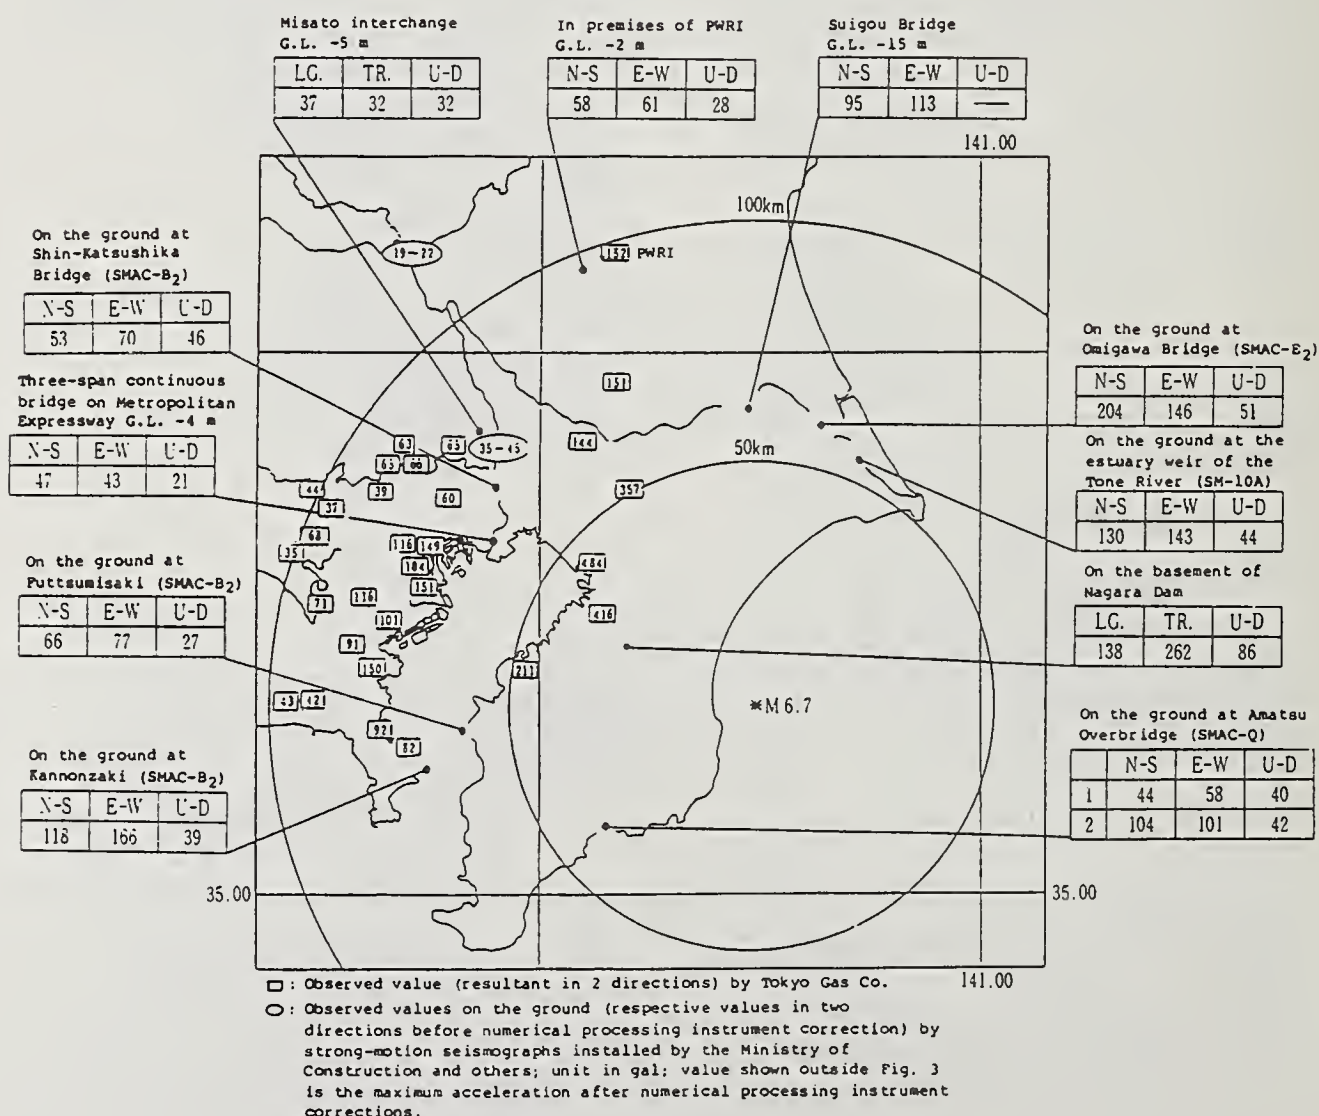 Misato interchange
G.L. -5 m
LG. TR. U-D
37 32 32
In premises of PWRI
G.L. -2 m
N-S E-W U-D
58 61 28
Suigou Bridge
G.L. -15 m
N-S E-W U-D
95 113 —
141.00
100km
On the ground at
Shin-Katsushika
Bridge (SMAC-B2)
N-S E-W U-D
53 70 46
19-22
152 PWRI
Three-span continuous
bridge on Metropolitan
Expressway G.L. -4 m
N-S E-W U-D
47 43 21
On the ground at
Omigawa Bridge (SMAC-E2)
N-S E-W U-D
204 146 51
On the ground at the
estuary weir of the
Tone River (SM-10A)
N-S E-W U-D
130 143 44
151
63
85
35-45
144
50km
65
44
39
60
357
37
68
351
116
149
184
151
484
71
116
101
416
91
150
211
43
421
921
82
On the ground at
Puttsumisaki (SMAC-B2)
N-S E-W U-D
66 77 27
On the basement of
Nagara Dam
LG. TR. U-D
138 262 86
*M6.7
On the ground at
Kannonzaki (SMAC-B2)
N-S E-W U-D
118 166 39
On the ground at Amatsu
Overbridge (SMAC-Q)
N-S E-W U-D
1 44 58 40
2 104 101 42
35.00
35.00
141.00
: Observed value (resultant in 2 directions) by Tokyo Gas Co.
: Observed values on the ground (respective values in two
directions before numerical processing instrument correction) by
strong-motion seismographs installed by the Ministry of
Construction and others; unit in gal; value shown outside Fig. 3
is the maximum acceleration after numerical processing instrument
corrections.